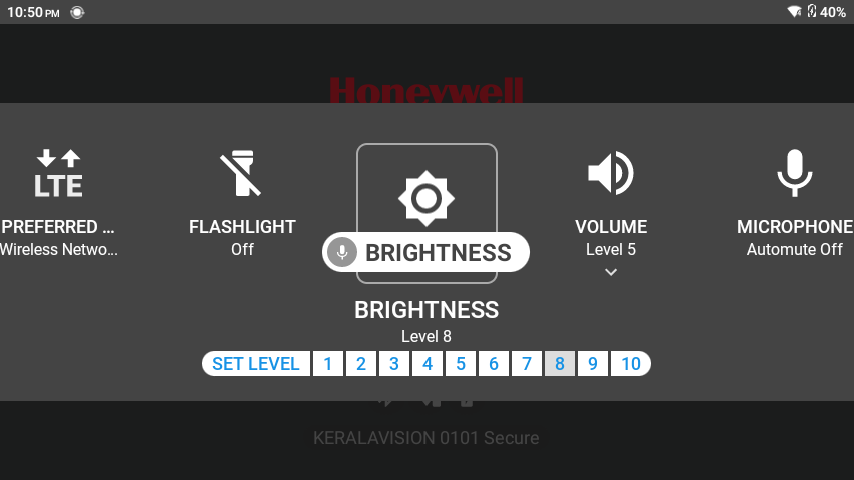 10:50 PM
40%
Honeywell
LTE
PREFERRED ...
Wireless Netwo...
FLASHLIGHT
Off
BRIGHTNESS
VOLUME
Level 5
MICROPHONE
Automute Off
BRIGHTNESS
Level 8
SET LEVEL 1 2 3 4 5 6 7 8 9 10
KERALAVISION 0101 Secure